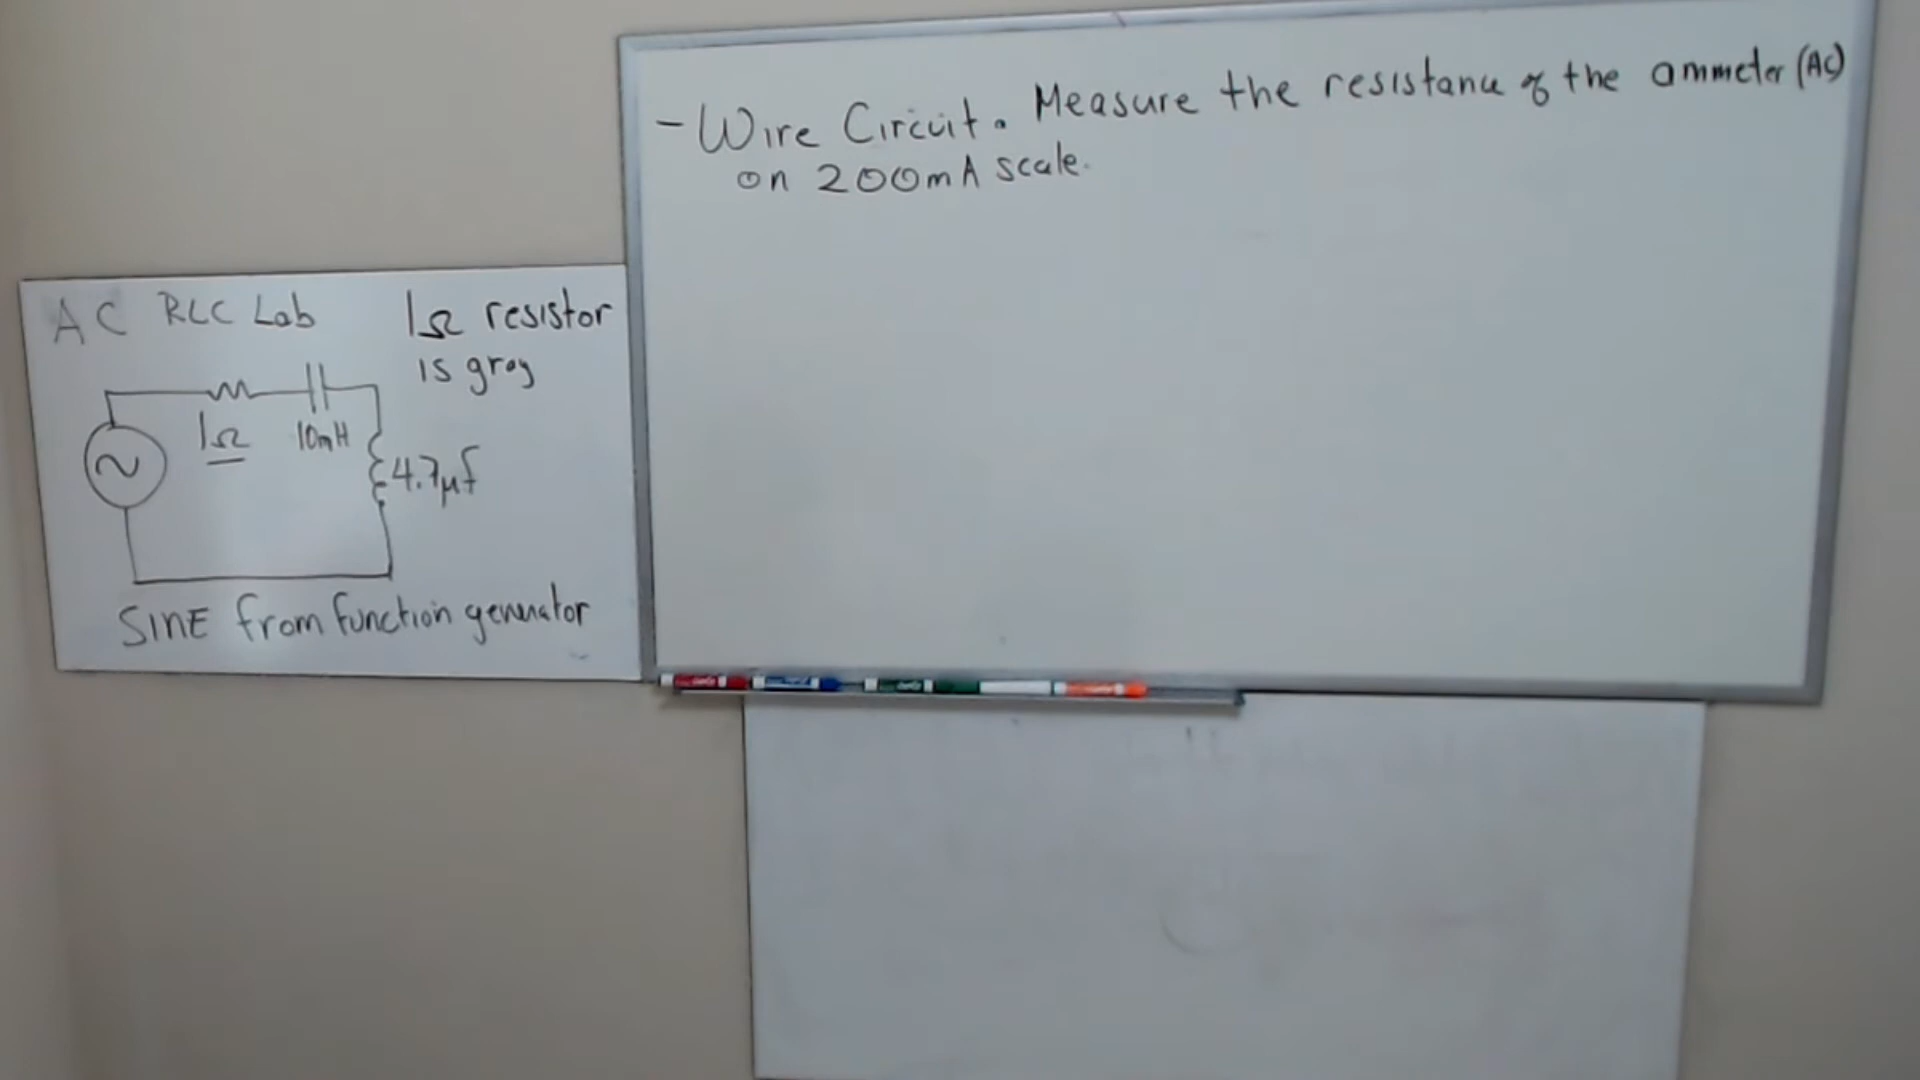 AC RLC Lab
1Ω resistor
is gray
1Ω
10mH
4.7μf
SINE from function generator
- Wire Circuit. Measure the resistance of the ammeter (AC)
on 200mA scale.